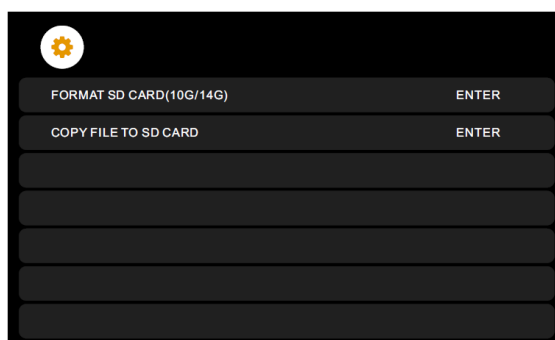 FORMAT SD CARD(10G/14G) ENTER
COPY FILE TO SD CARD ENTER